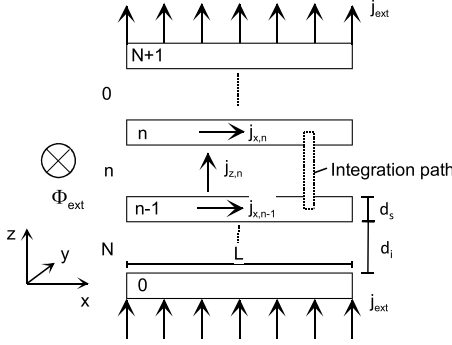 j_ext
N+1
0
n j_x,n
n
j_z,n
Integration path
Φ_ext
n-1 j_x,n-1
d_s
z
y
N
L
d_i
x
0
j_ext